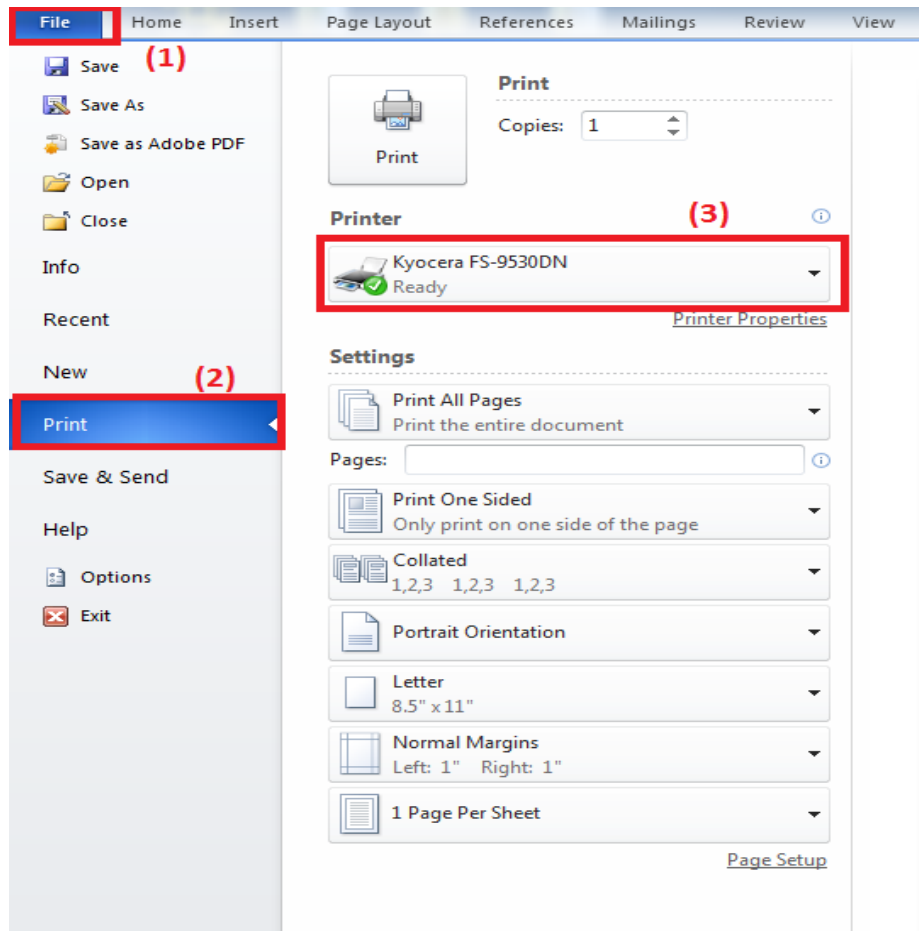 File Home Insert Page Layout References Mailings Review View
(1)
Save
Save As
Save as Adobe PDF
Open
Close
Info
Recent
New
(2)
Print
Save & Send
Help
Options
Exit
Print
Print
Copies: 1
Printer
(3)
Kyocera FS-9530DN
Ready
Printer Properties
Settings
Print All Pages
Print the entire document
Pages:
Print One Sided
Only print on one side of the page
Collated
1,2,3 1,2,3 1,2,3
Portrait Orientation
Letter
8.5" x 11"
Normal Margins
Left: 1" Right: 1"
1 Page Per Sheet
Page Setup